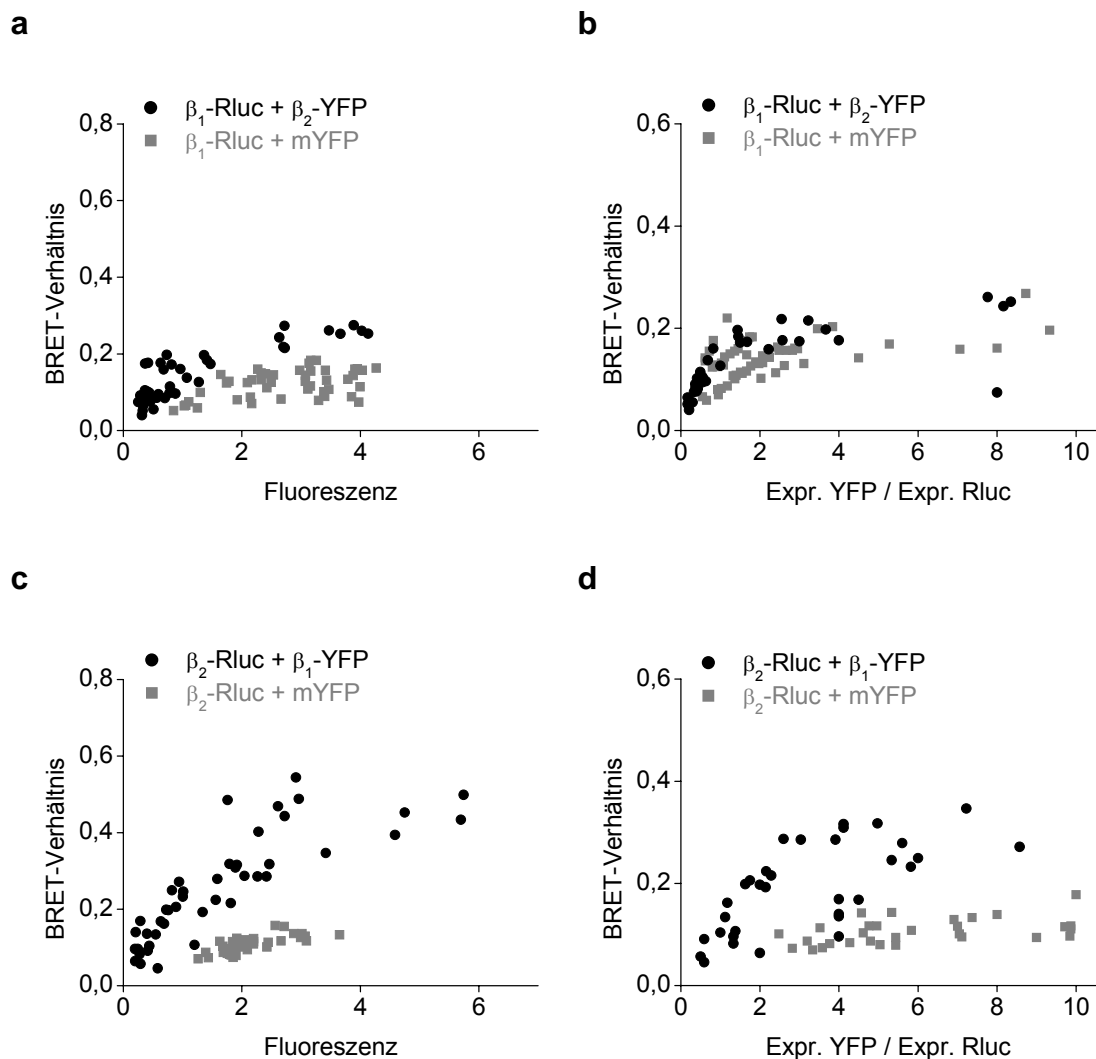 a
β₁-Rluc + β₂-YFP
β₁-Rluc + mYFP
0,8
0,6
0,4
0,2
0,0
BRET-Verhältnis
0 2 4 6
Fluoreszenz
b
β₁-Rluc + β₂-YFP
β₁-Rluc + mYFP
0,6
0,4
0,2
0,0
BRET-Verhältnis
0 2 4 6 8 10
Expr. YFP / Expr. Rluc
c
β₂-Rluc + β₁-YFP
β₂-Rluc + mYFP
0,8
0,6
0,4
0,2
0,0
BRET-Verhältnis
0 2 4 6
Fluoreszenz
d
β₂-Rluc + β₁-YFP
β₂-Rluc + mYFP
0,6
0,4
0,2
0,0
BRET-Verhältnis
0 2 4 6 8 10
Expr. YFP / Expr. Rluc